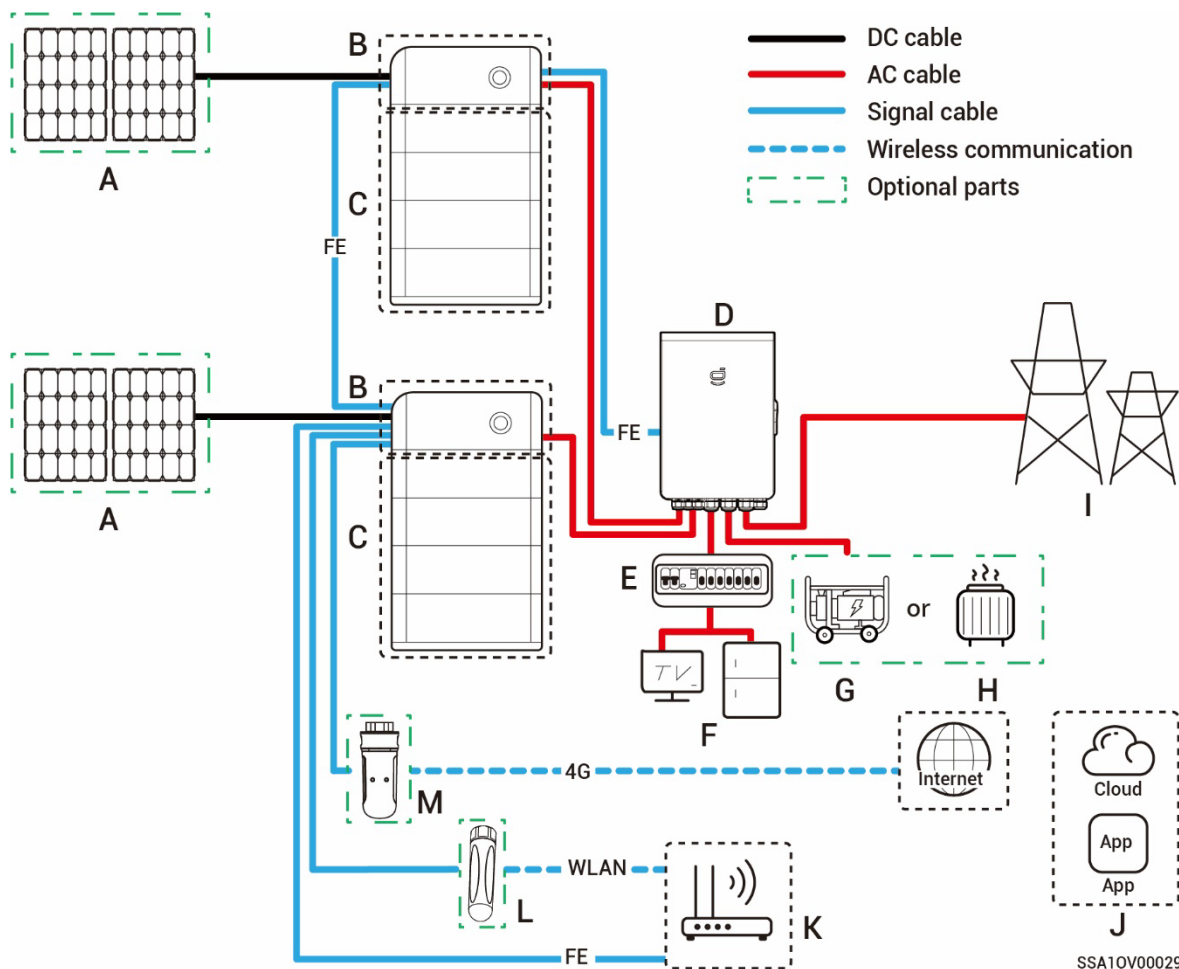 DC cable
AC cable
Signal cable
Wireless communication
Optional parts
A
B
C
FE
A
B
C
D
FE
I
E
TV
F
or
G
H
M
4G
Internet
Cloud
App
App
J
L
WLAN
K
FE
SSA1OV00029